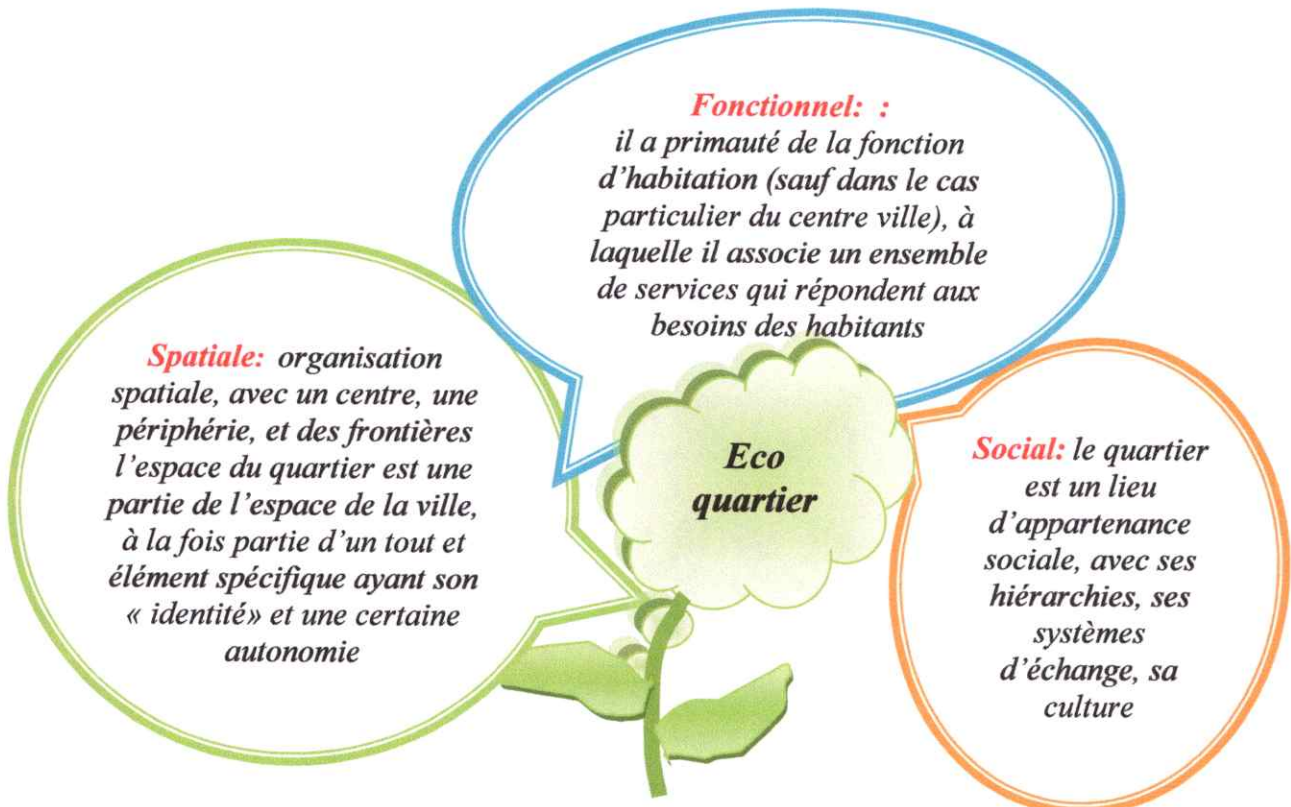 Fonctionnel: :
il a primauté de la fonction
d'habitation (sauf dans le cas
particulier du centre ville), à
laquelle il associe un ensemble
de services qui répondent aux
besoins des habitants
Spatiale: organisation
spatiale, avec un centre, une
périphérie, et des frontières
l'espace du quartier est une
partie de l'espace de la ville,
à la fois partie d'un tout et
élément spécifique ayant son
« identité» et une certaine
autonomie
Eco
quartier
Social: le quartier
est un lieu
d'appartenance
sociale, avec ses
hiérarchies, ses
systèmes
d'échange, sa
culture